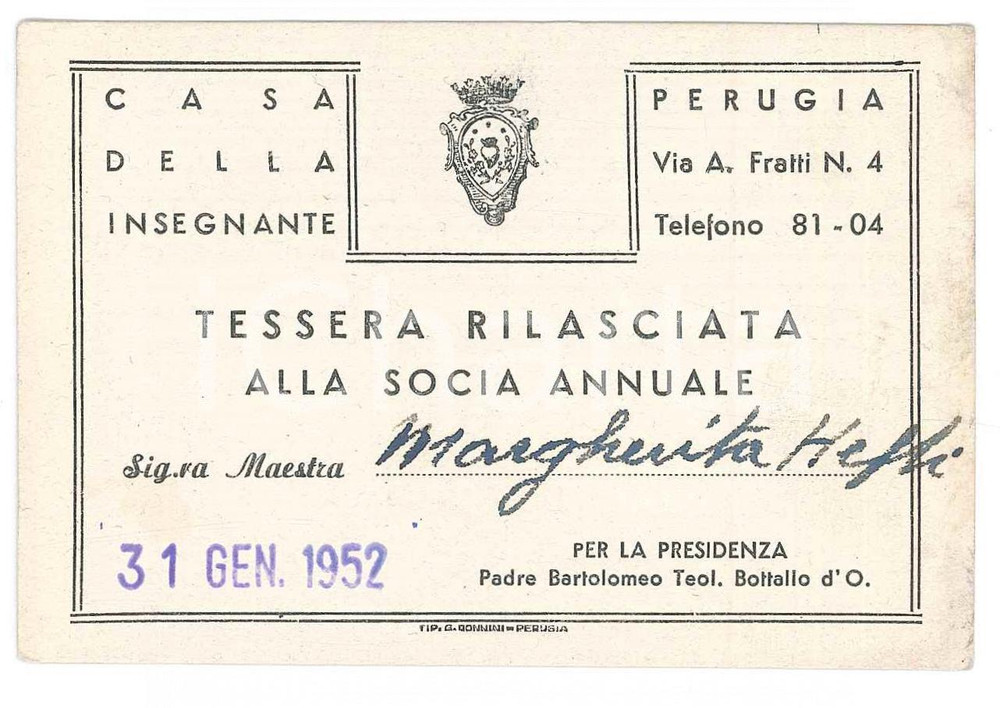 CASA
DELLA
INSEGNANTE
PERUGIA
Via A. Fratti N. 4
Telefono 81-04
TESSERA RILASCIATA
ALLA SOCIA ANNUALE
Sig.ra Maestra Margherita
31 GEN. 1952
PER LA PRESIDENZA
Padre Bartolomeo Teol. Bottallo d'O.
TIP. G. DONNINI - PERUGIA